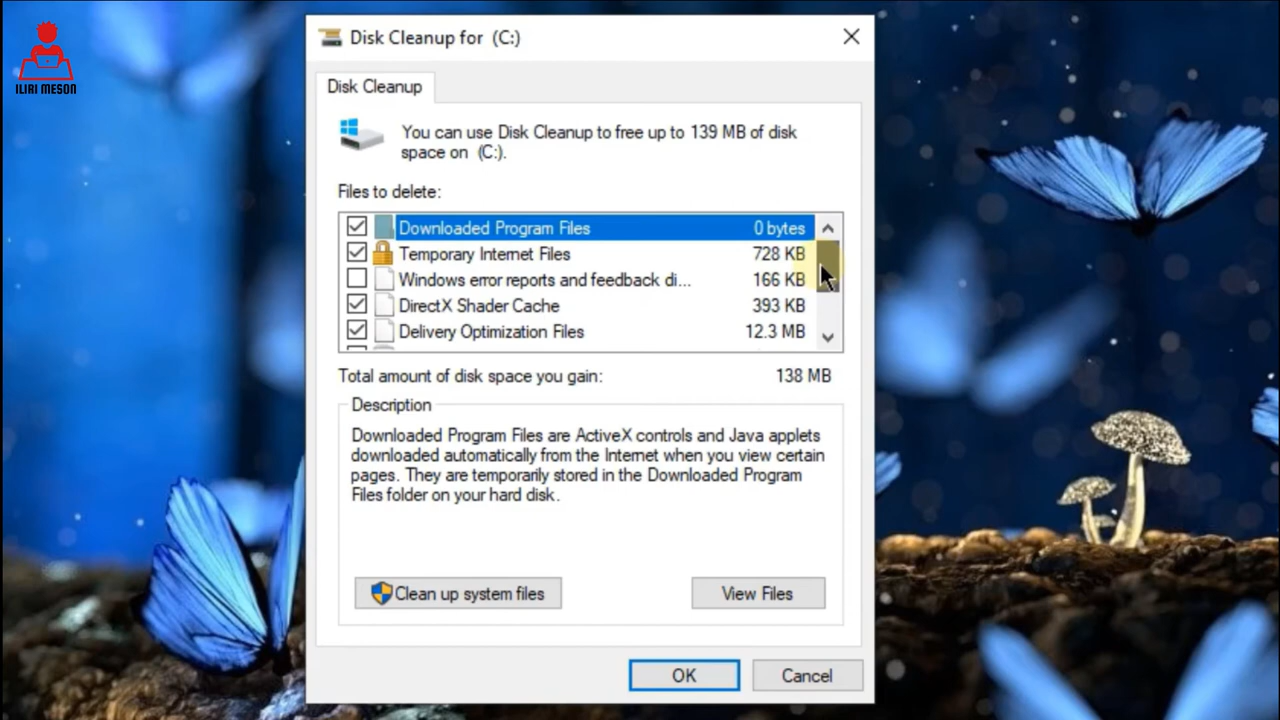 ILIRI MESON
Disk Cleanup for (C:)
Disk Cleanup
You can use Disk Cleanup to free up to 139 MB of disk
space on (C:).
Files to delete:
Downloaded Program Files 0 bytes
Temporary Internet Files 728 KB
Windows error reports and feedback di... 166 KB
DirectX Shader Cache 393 KB
Delivery Optimization Files 12.3 MB
Total amount of disk space you gain: 138 MB
Description
Downloaded Program Files are ActiveX controls and Java applets
downloaded automatically from the Internet when you view certain
pages. They are temporarily stored in the Downloaded Program
Files folder on your hard disk.
Clean up system files View Files
OK Cancel